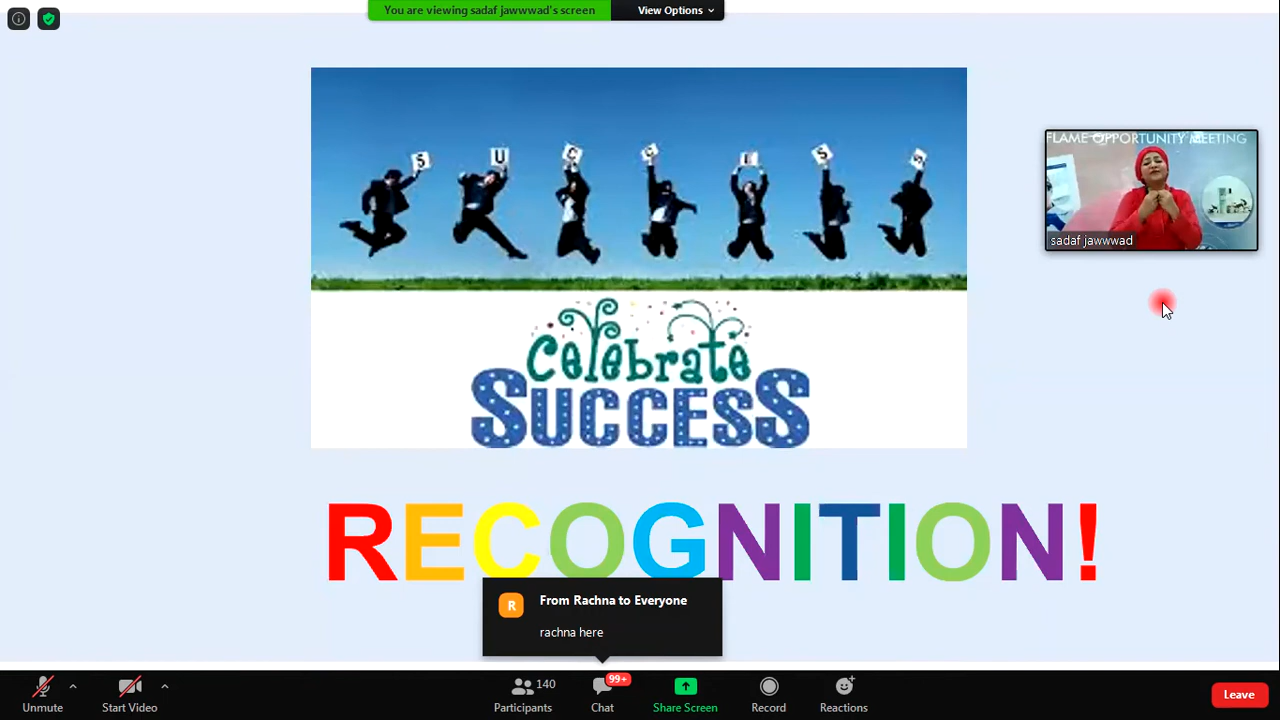 You are viewing sadaf jawwwad's screen
View Options
S U C C E S S
FLAME OPPORTUNITY MEETING
sadaf jawwwad
Celebrate
SUCCESS
RECOGNITION!
R
From Rachna to Everyone
rachna here
Unmute
Start Video
Participants
140
Chat
99+
Share Screen
Record
Reactions
Leave